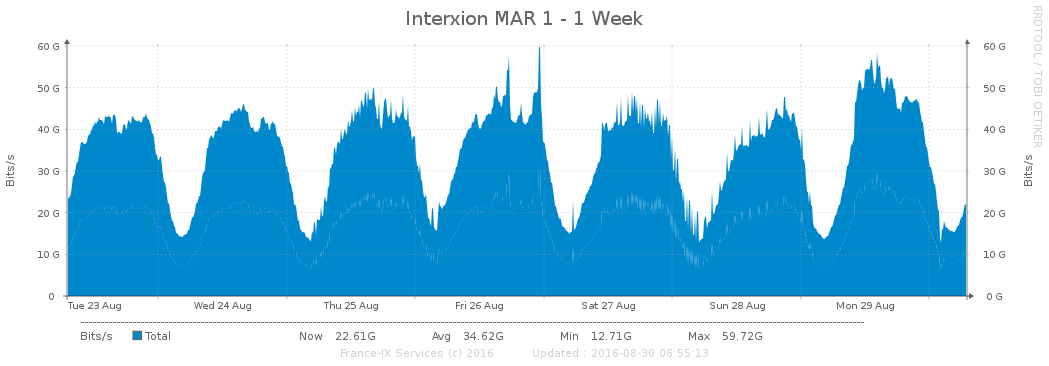 Interxion MAR 1 - 1 Week
RRDTOOL / TOBI OETIKER
60 G 60 G
50 G 50 G
40 G 40 G
30 G 30 G
20 G 20 G
10 G 10 G
0 0 G
Bits/s
Bits/s
Tue 23 Aug Wed 24 Aug Thu 25 Aug Fri 26 Aug Sat 27 Aug Sun 28 Aug Mon 29 Aug
Bits/s Total Now 22.61G Avg 34.62G Min 12.71G Max 59.72G
France-IX Services (c) 2016 Updated : 2016-08-30 06:55:13